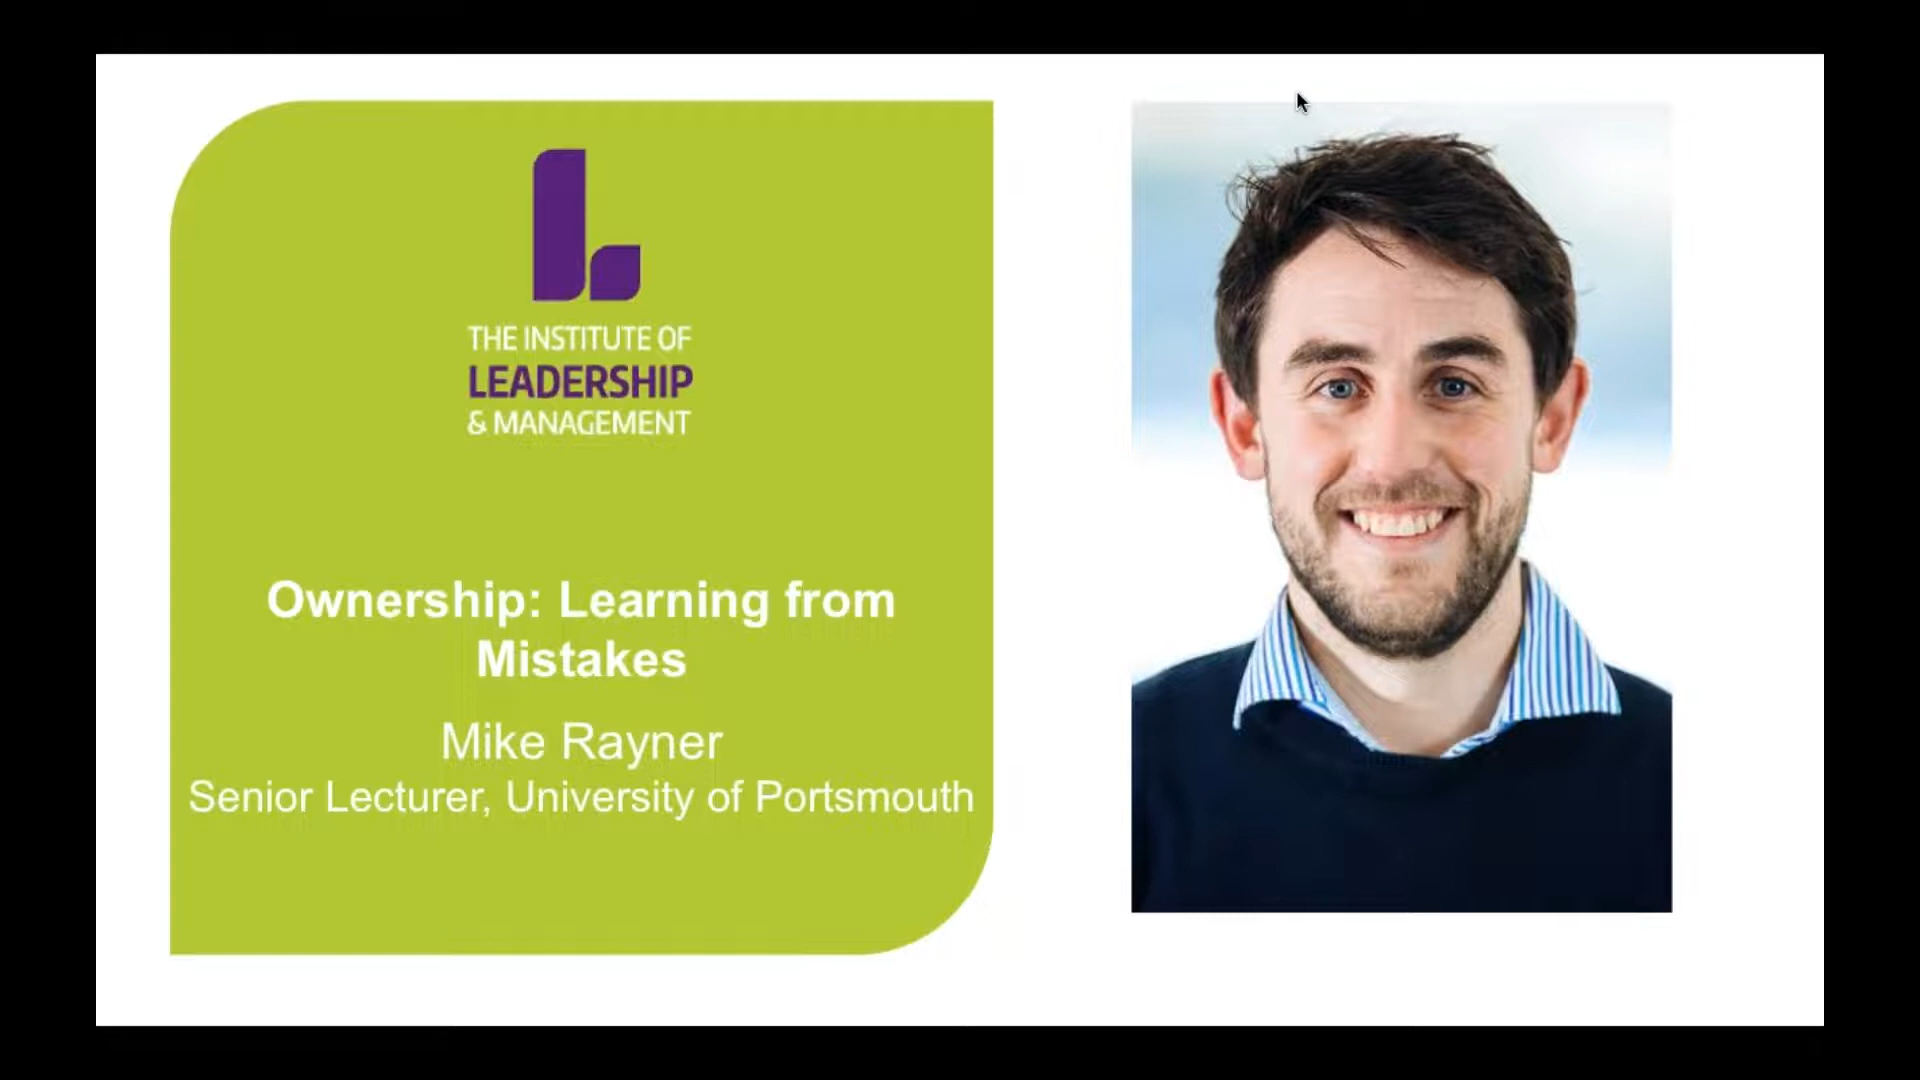 THE INSTITUTE OF
LEADERSHIP
& MANAGEMENT
Ownership: Learning from
Mistakes
Mike Rayner
Senior Lecturer, University of Portsmouth